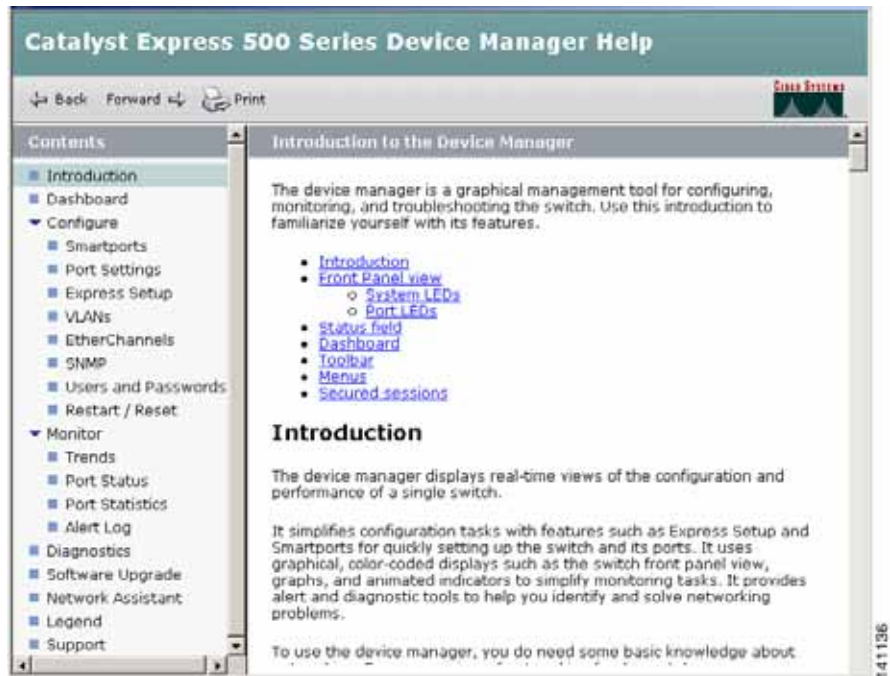 Catalyst Express 500 Series Device Manager Help
Back Forward Print
CISCO SYSTEMS
Contents
Introduction
Dashboard
Configure
Smartports
Port Settings
Express Setup
VLANs
EtherChannels
SNMP
Users and Passwords
Restart / Reset
Monitor
Trends
Port Status
Port Statistics
Alert Log
Diagnostics
Software Upgrade
Network Assistant
Legend
Support
Introduction to the Device Manager
The device manager is a graphical management tool for configuring,
monitoring, and troubleshooting the switch. Use this introduction to
familiarize yourself with its features.
Introduction
Front Panel view
System LEDs
Port LEDs
Status field
Dashboard
Toolbar
Menus
Secured sessions
Introduction
The device manager displays real-time views of the configuration and
performance of a single switch.
It simplifies configuration tasks with features such as Express Setup and
Smartports for quickly setting up the switch and its ports. It uses
graphical, color-coded displays such as the switch front panel view,
graphs, and animated indicators to simplify monitoring tasks. It provides
alert and diagnostic tools to help you identify and solve networking
problems.
To use the device manager, you do need some basic knowledge about
141136